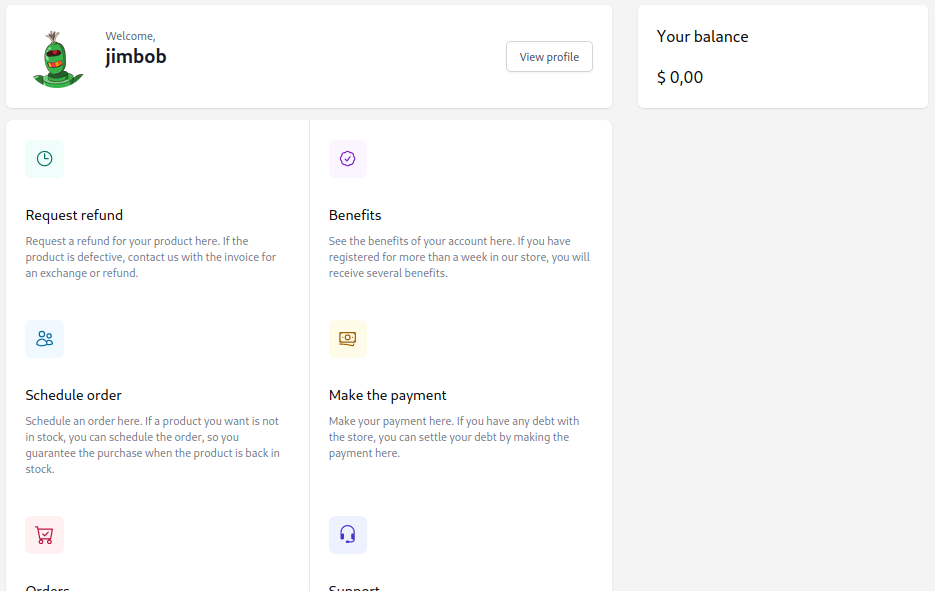 Welcome,
jimbob
View profile
Your balance
$ 0,00
Request refund
Request a refund for your product here. If the
product is defective, contact us with the invoice for
an exchange or refund.
Benefits
See the benefits of your account here. If you have
registered for more than a week in our store, you will
receive several benefits.
Schedule order
Schedule an order here. If a product you want is not
in stock, you can schedule the order, so you
guarantee the purchase when the product is back in
stock.
Make the payment
Make your payment here. If you have any debt with
the store, you can settle your debt by making the
payment here.
Orders
Support